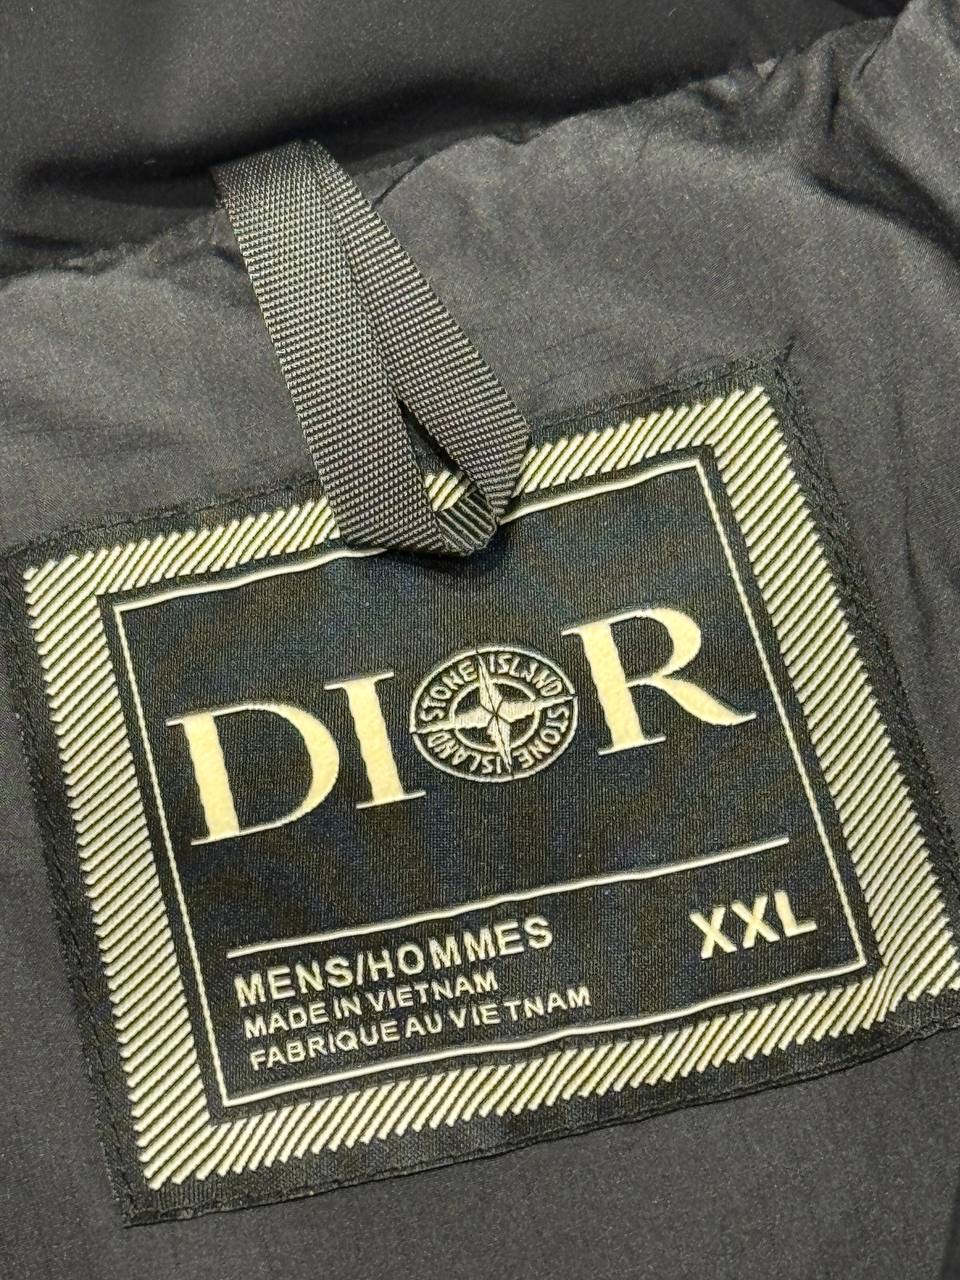 DIOR
STONE ISLAND STONE ISLAND
MENS/HOMMES
XXL
MADE IN VIETNAM
FABRIQUE AU VIETNAM